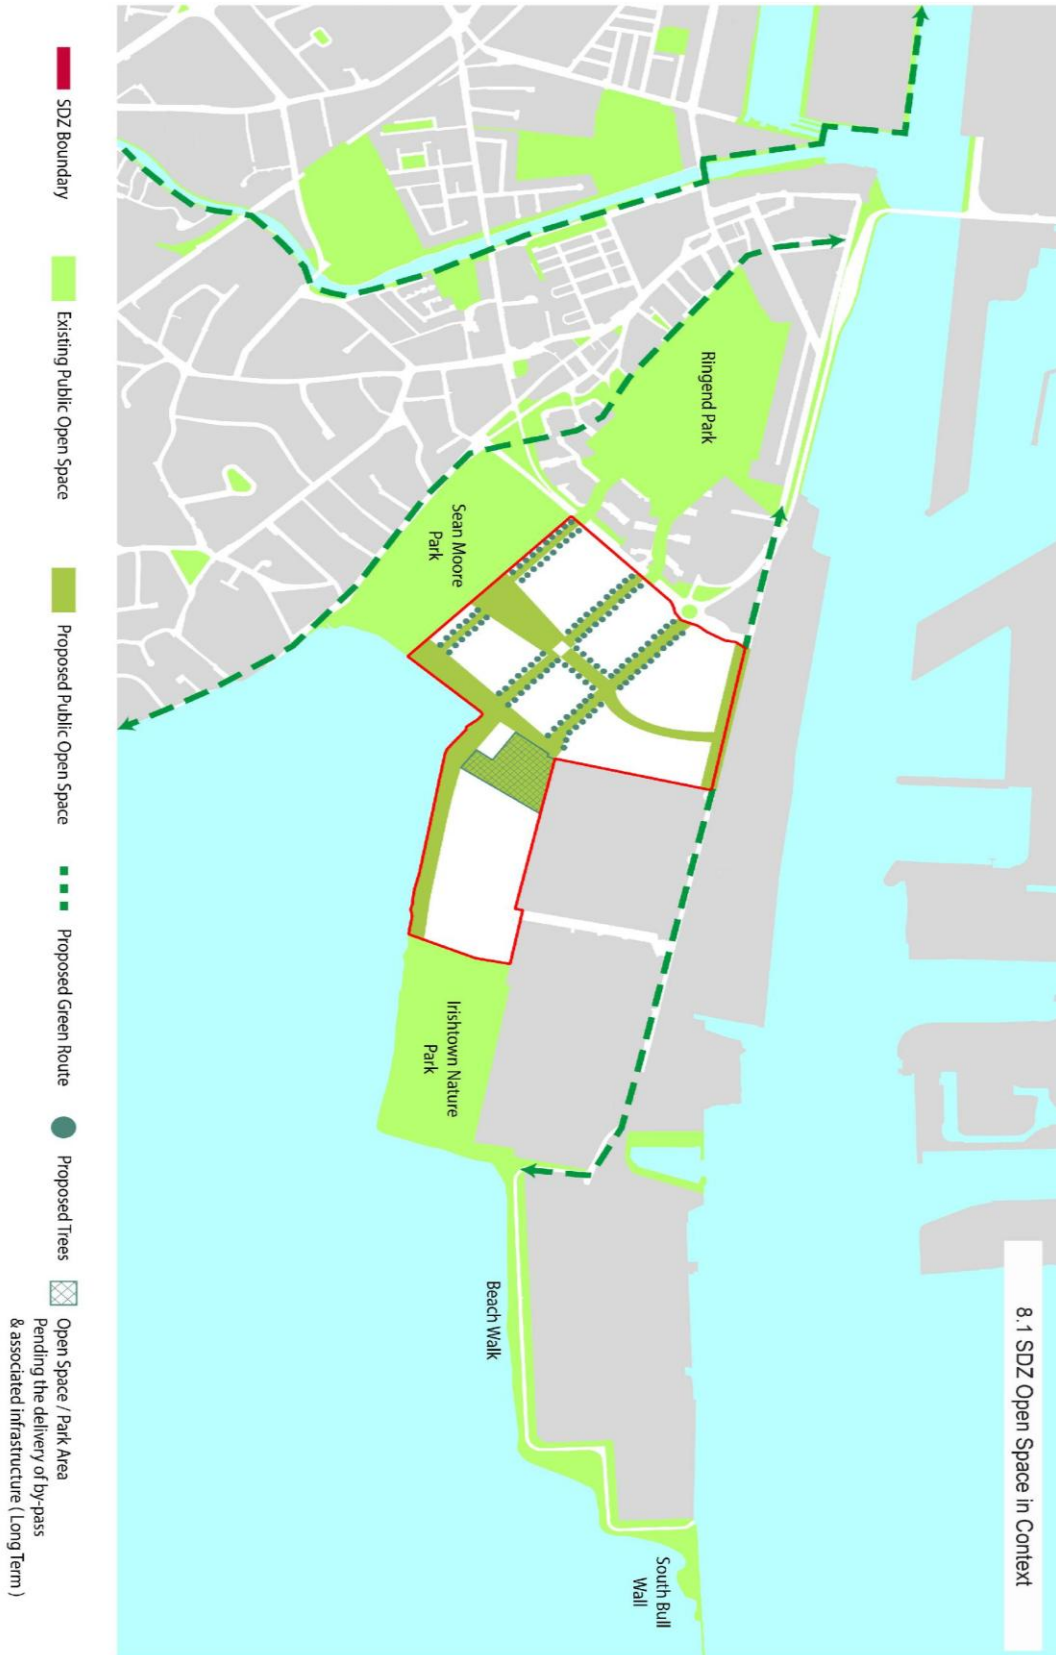 8.1 SDZ Open Space in Context
Ringend Park
Sean Moore
Park
Irishtown Nature
Park
Beach Walk
South Bull
Wall
SDZ Boundary
Existing Public Open Space
Proposed Public Open Space
Proposed Green Route
Proposed Trees
Open Space / Park Area
Pending the delivery of by-pass
& associated infrastructure ( Long Term )